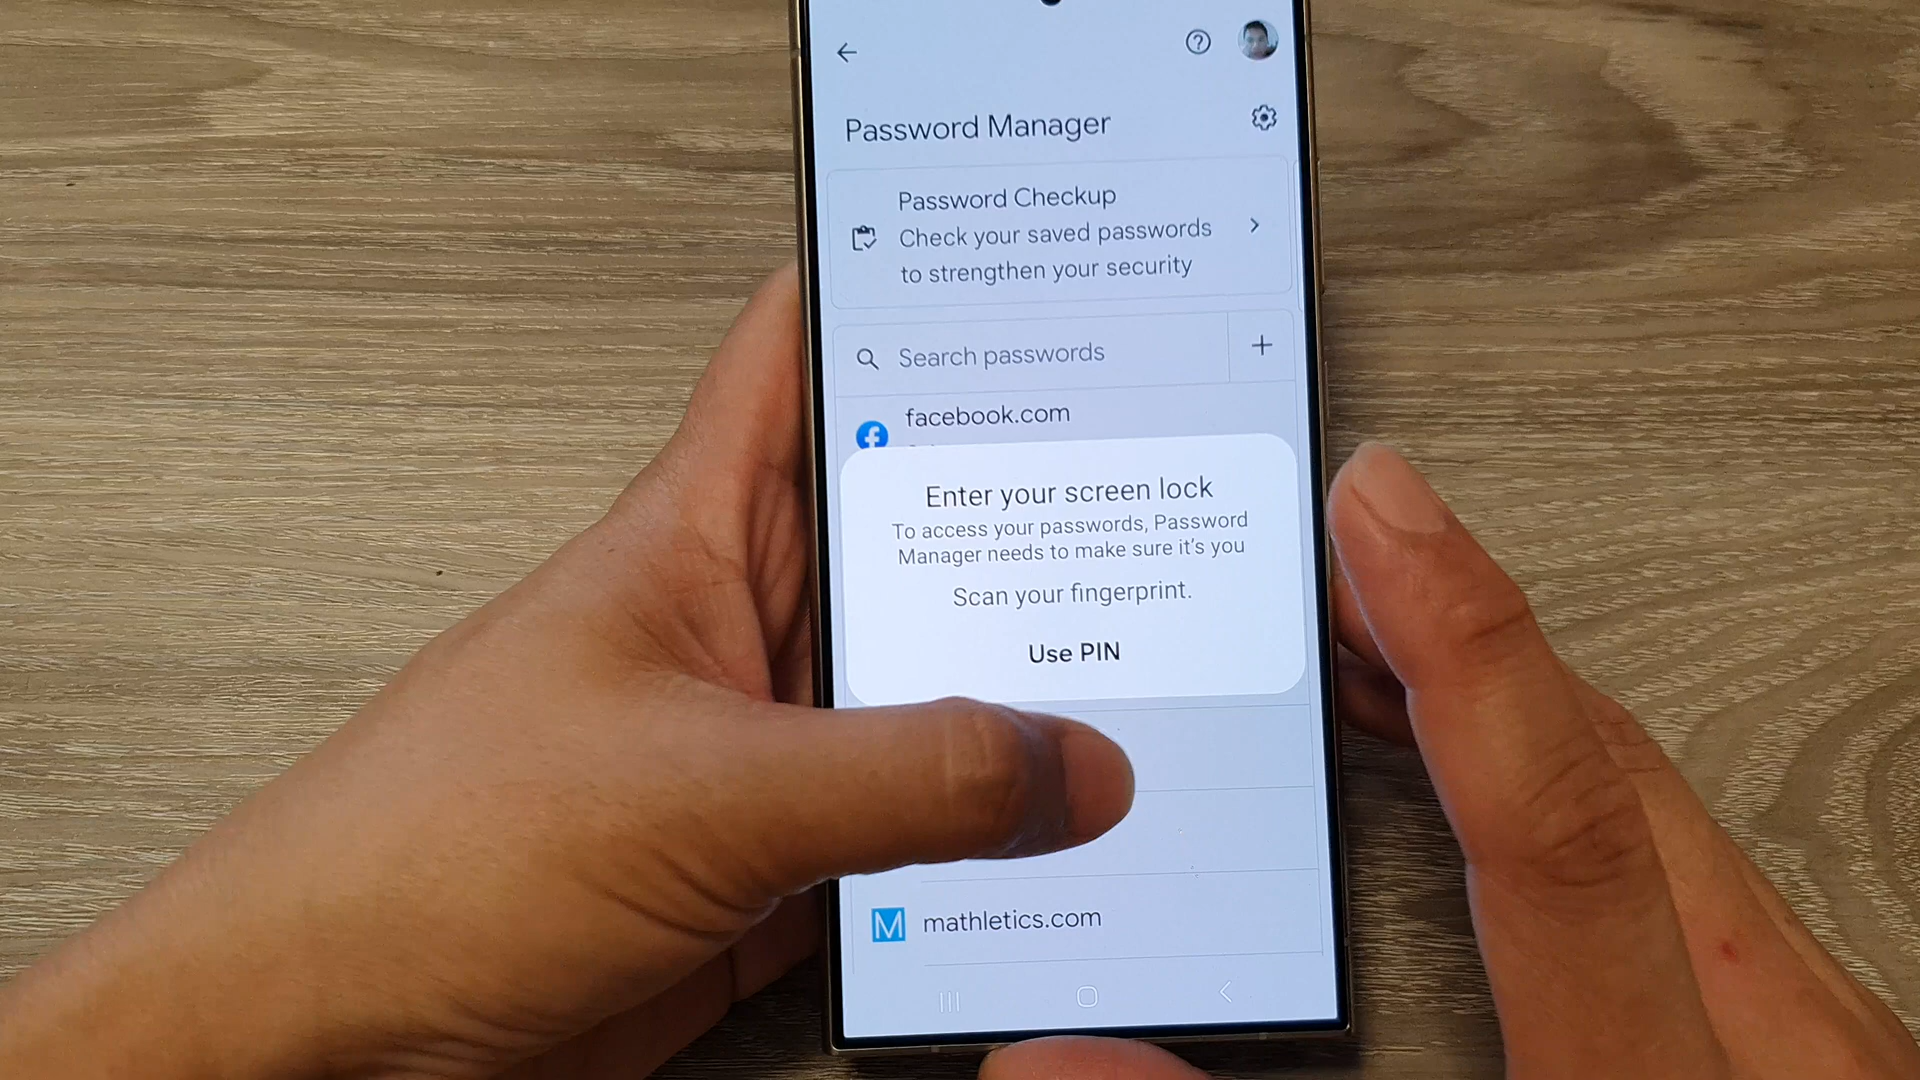 Password Manager
Password Checkup
Check your saved passwords
to strengthen your security
Search passwords
facebook.com
Enter your screen lock
To access your passwords, Password
Manager needs to make sure it's you
Scan your fingerprint.
Use PIN
M mathletics.com